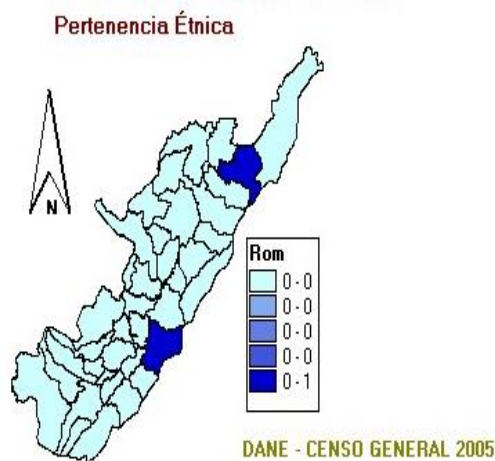 Pertenencia Étnica
N
Rom
0 - 0
0 - 0
0 - 0
0 - 0
0 - 1
DANE - CENSO GENERAL 2005